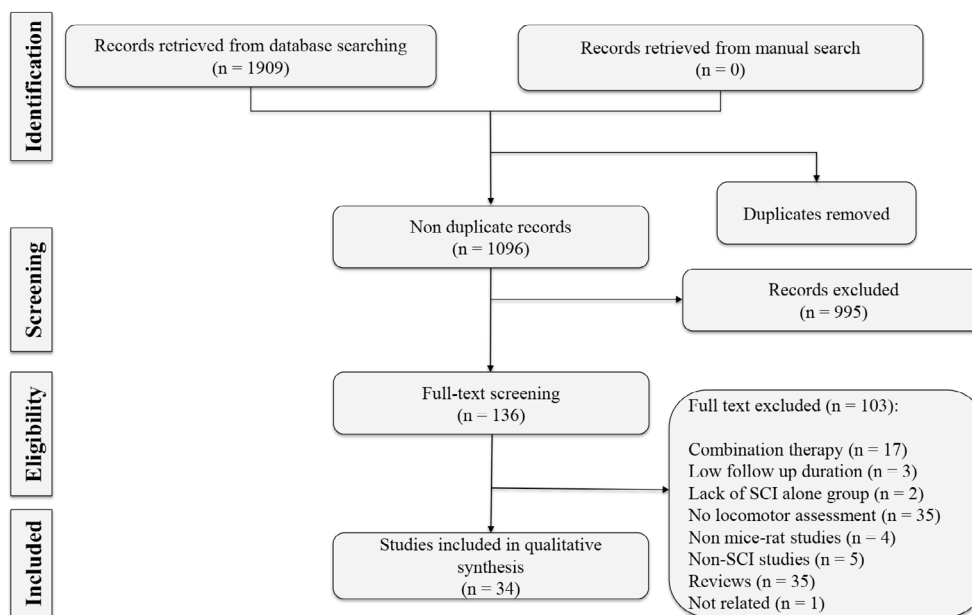 Identification
Records retrieved from database searching
(n = 1909)
Records retrieved from manual search
(n = 0)
Duplicates removed
Non duplicate records
(n = 1096)
Screening
Records excluded
(n = 995)
Eligibility
Full-text screening
(n = 136)
Full text excluded (n = 103):
Combination therapy (n = 17)
Low follow up duration (n = 3)
Lack of SCI alone group (n = 2)
No locomotor assessment (n = 35)
Non mice-rat studies (n = 4)
Non-SCI studies (n = 5)
Reviews (n = 35)
Not related (n = 1)
Included
Studies included in qualitative
synthesis
(n = 34)